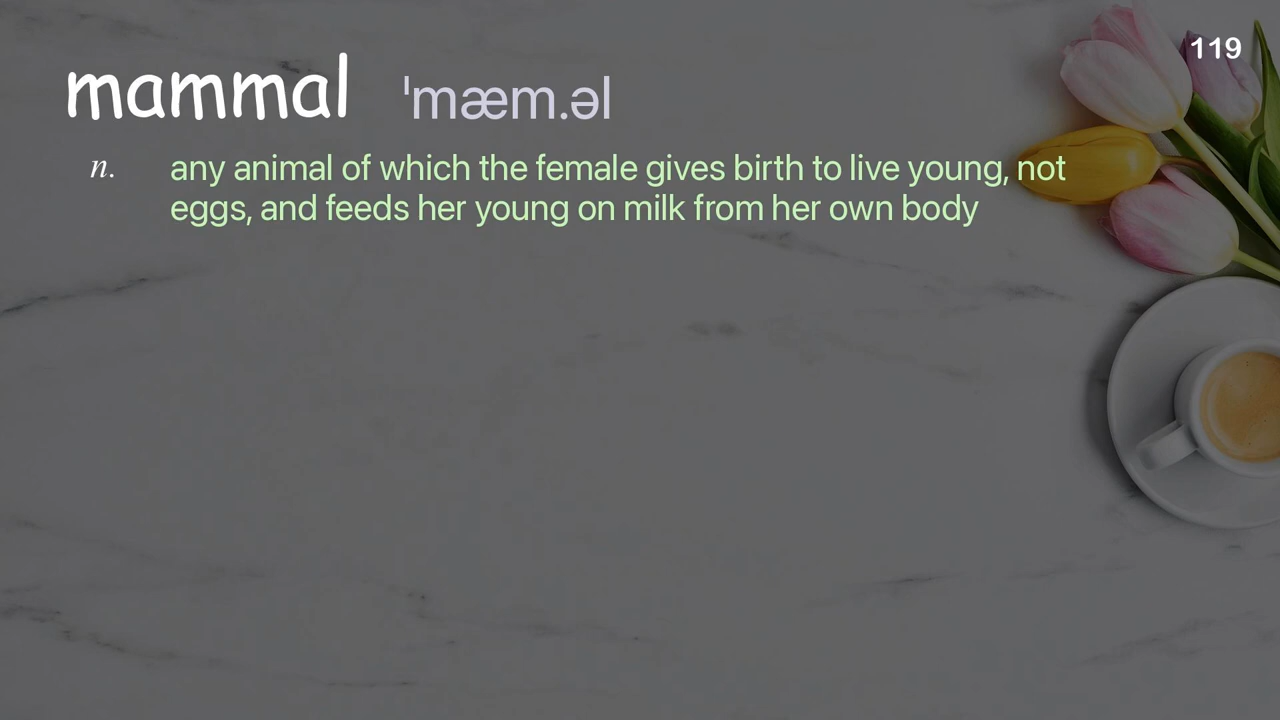 119
mammal ˈmæm.əl
n. any animal of which the female gives birth to live young, not
eggs, and feeds her young on milk from her own body